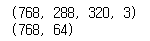 (768, 288, 320, 3)
(768, 64)